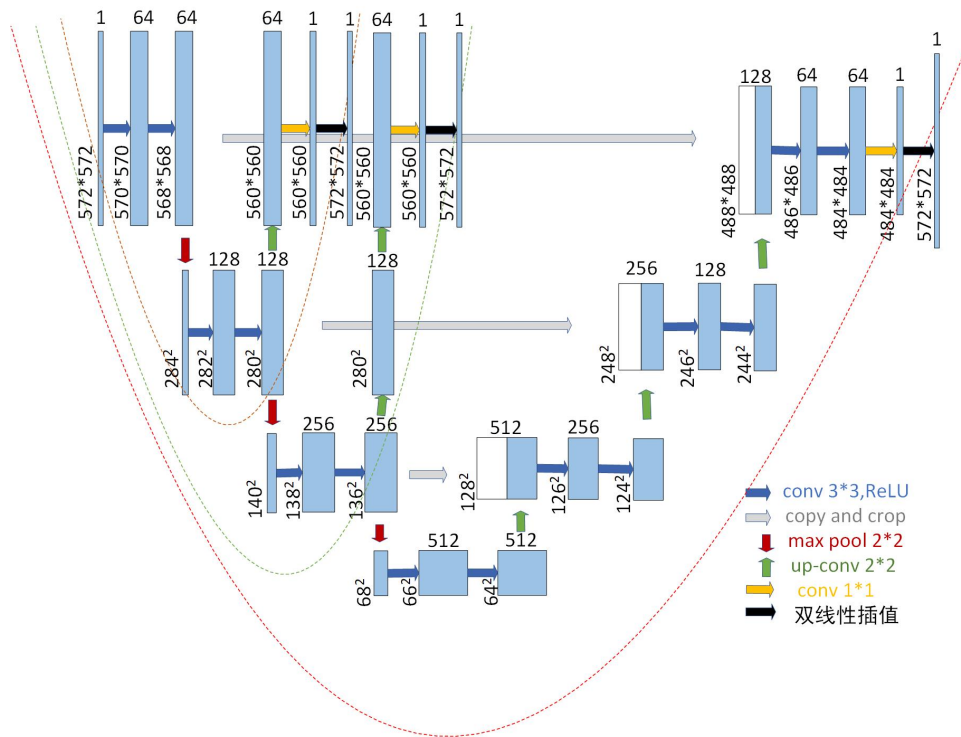 1 64 64 64 1 1 64 1 1
572*572 570*570 568*568 560*560 560*560 572*572 560*560 560*560 572*572
128 64 64 1 1
488*488 486*486 484*484 484*484 572*572
128 128 128
284² 282² 280² 280²
256 128
248² 246² 244²
256 256
140² 138² 136²
512 256
128² 126² 124²
512 512
68² 66² 64²
conv 3*3,ReLU
copy and crop
max pool 2*2
up-conv 2*2
conv 1*1
双线性插值